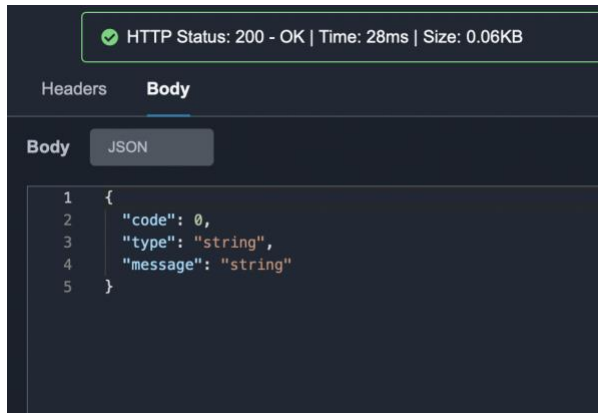 HTTP Status: 200 - OK | Time: 28ms | Size: 0.06KB
Headers Body
Body JSON
1 {
2 "code": 0,
3 "type": "string",
4 "message": "string"
5 }